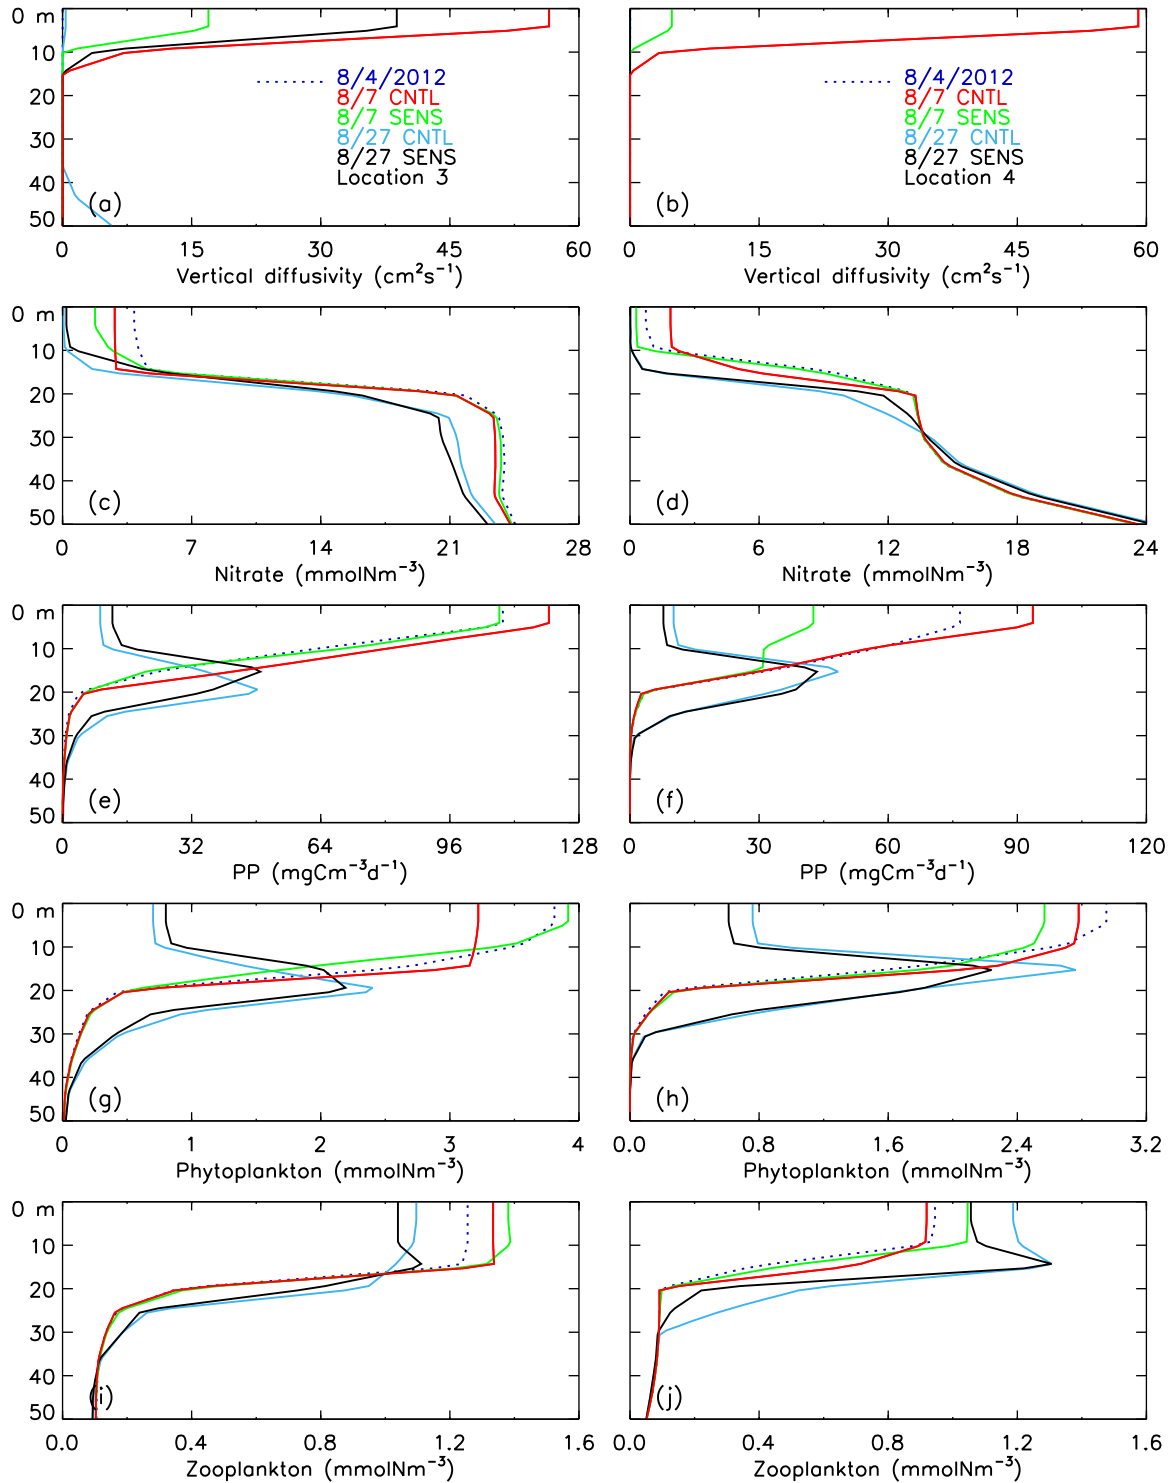 0 m
10
20
30
40
50
8/4/2012
8/7 CNTL
8/7 SENS
8/27 CNTL
8/27 SENS
Location 3
(a)
0 15 30 45 60
Vertical diffusivity (cm²s⁻¹)
8/4/2012
8/7 CNTL
8/7 SENS
8/27 CNTL
8/27 SENS
Location 4
(b)
0 15 30 45 60
Vertical diffusivity (cm²s⁻¹)
0 m
10
20
30
40
50
(c)
0 7 14 21 28
Nitrate (mmolNm⁻³)
(d)
0 6 12 18 24
Nitrate (mmolNm⁻³)
0 m
10
20
30
40
50
(e)
0 32 64 96 128
PP (mgCm⁻³d⁻¹)
(f)
0 30 60 90 120
PP (mgCm⁻³d⁻¹)
0 m
10
20
30
40
50
(g)
0 1 2 3 4
Phytoplankton (mmolNm⁻³)
(h)
0.0 0.8 1.6 2.4 3.2
Phytoplankton (mmolNm⁻³)
0 m
10
20
30
40
50
(i)
0.0 0.4 0.8 1.2 1.6
Zooplankton (mmolNm⁻³)
(j)
0.0 0.4 0.8 1.2 1.6
Zooplankton (mmolNm⁻³)